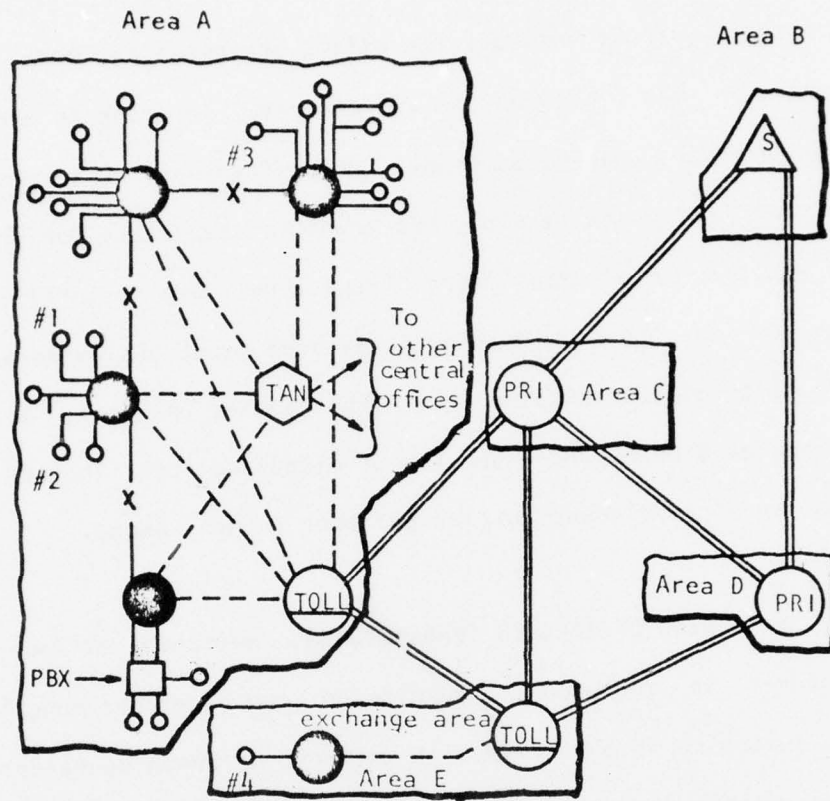 Area A
Area B
#3
S
#1
To
other
central
offices
TAN
PRI
Area C
#2
TOLL
Area D
PRI
PBX
exchange area
TOLL
#4
Area E
X
X
X